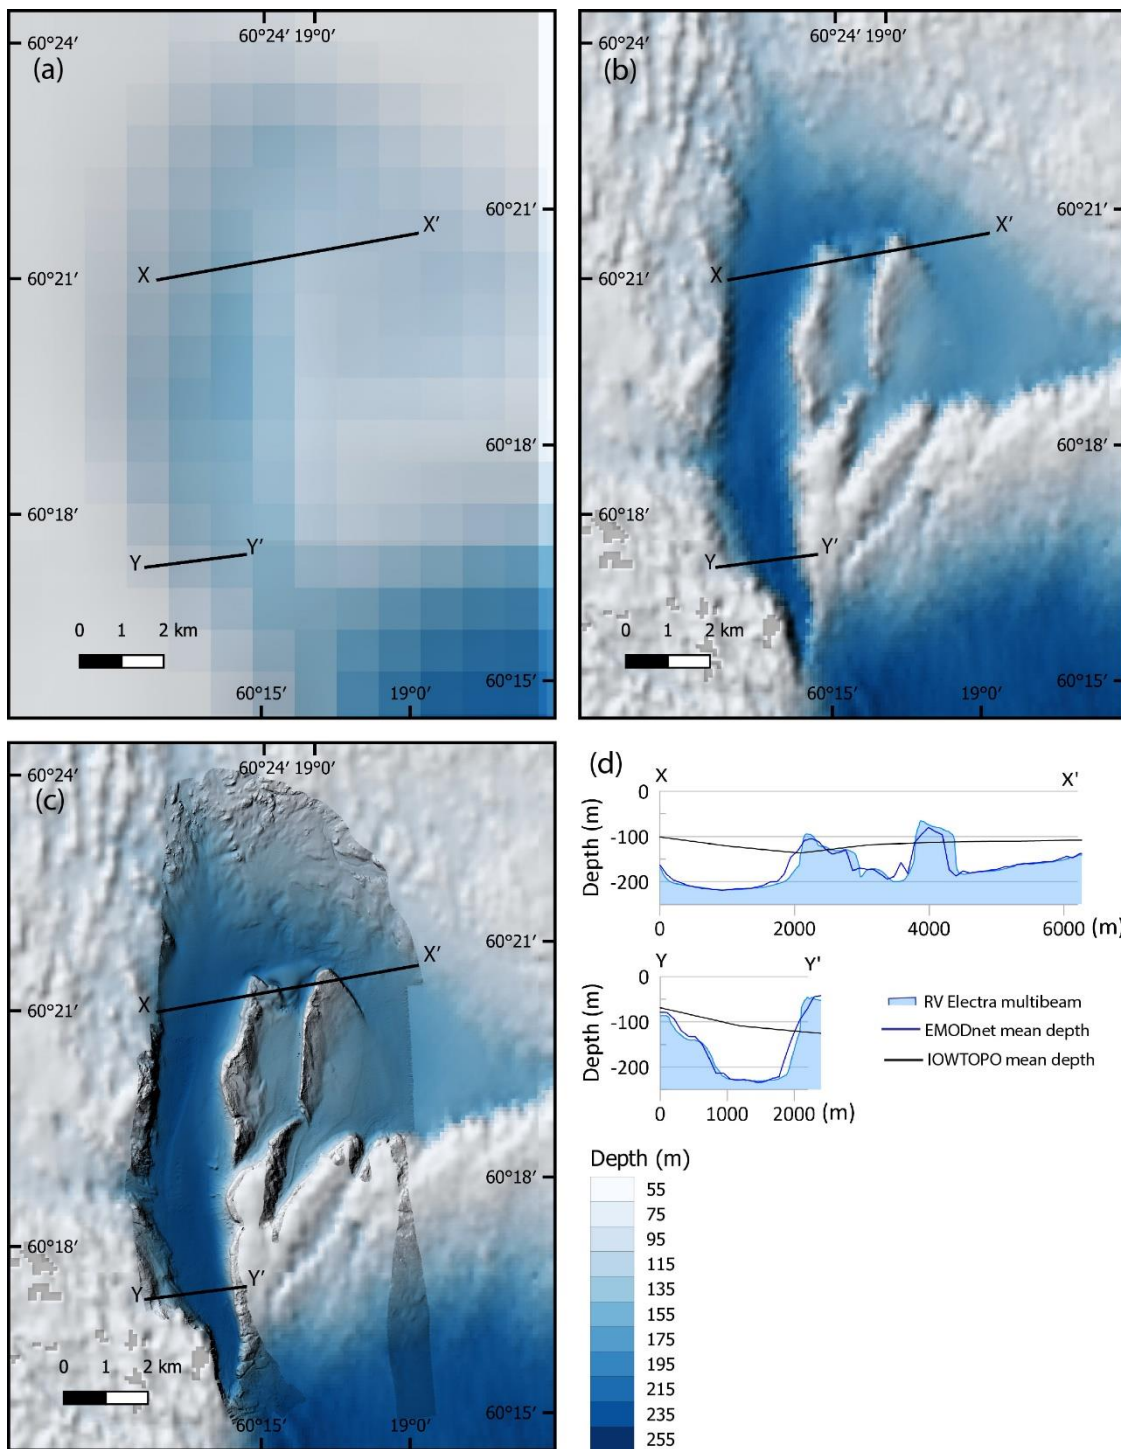 60°24′ 19°0′
60°24′
(a)
60°21′
X'
X
60°21′
60°18′
60°18′
Y'
Y
0 1 2 km
60°15′
60°15′ 19°0′
60°24′ 19°0′
60°24′
(b)
60°21′
X'
X
60°21′
60°18′
60°18′
Y'
Y
0 1 2 km
60°15′
60°15′ 19°0′
60°24′ 19°0′
60°24′
(c)
60°21′
X'
X
60°21′
60°18′
60°18′
Y'
Y
0 1 2 km
60°15′
60°15′ 19°0′
(d)
X X'
Depth (m)
0
-100
-200
0 2000 4000 6000 (m)
Y Y'
Depth (m)
0
-100
-200
0 1000 2000 (m)
RV Electra multibeam
EMODnet mean depth
IOWTOPO mean depth
Depth (m)
55
75
95
115
135
155
175
195
215
235
255